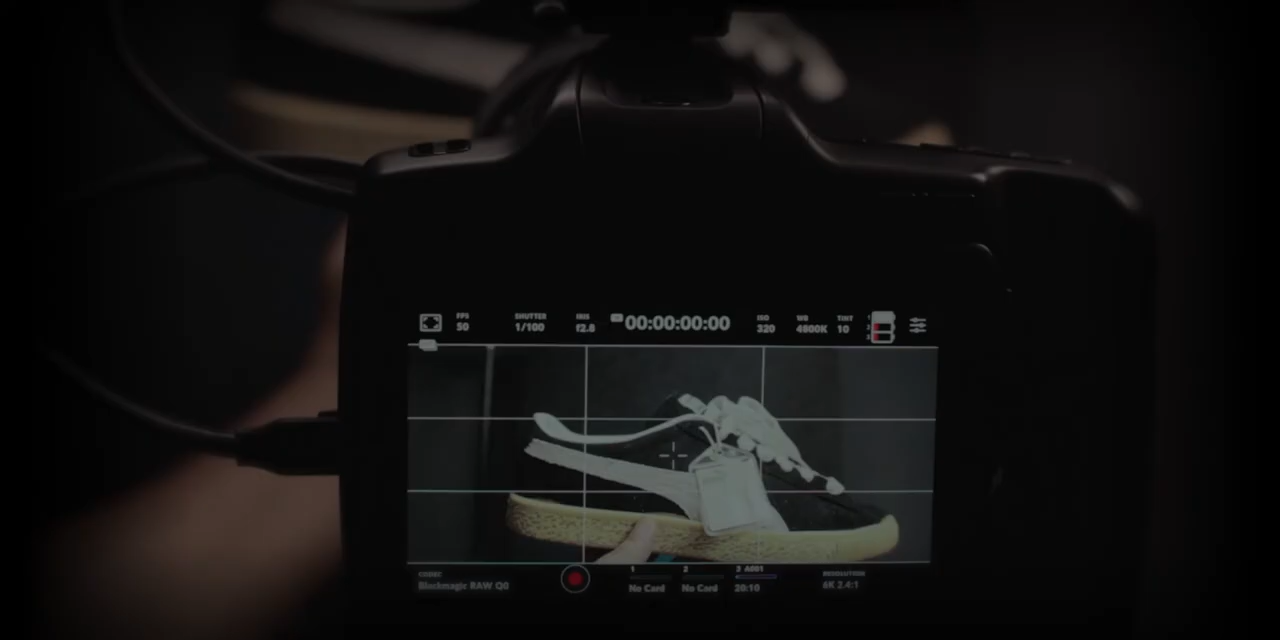 FPS SHUTTER IRIS 00:00:00:00 ISO WB TINT
50 1/100 f2.8 320 4800K 10
CODEC 1 2 3 A001 RESOLUTION
Blackmagic RAW Q0 No Card No Card 20:10 6K 2.4:1